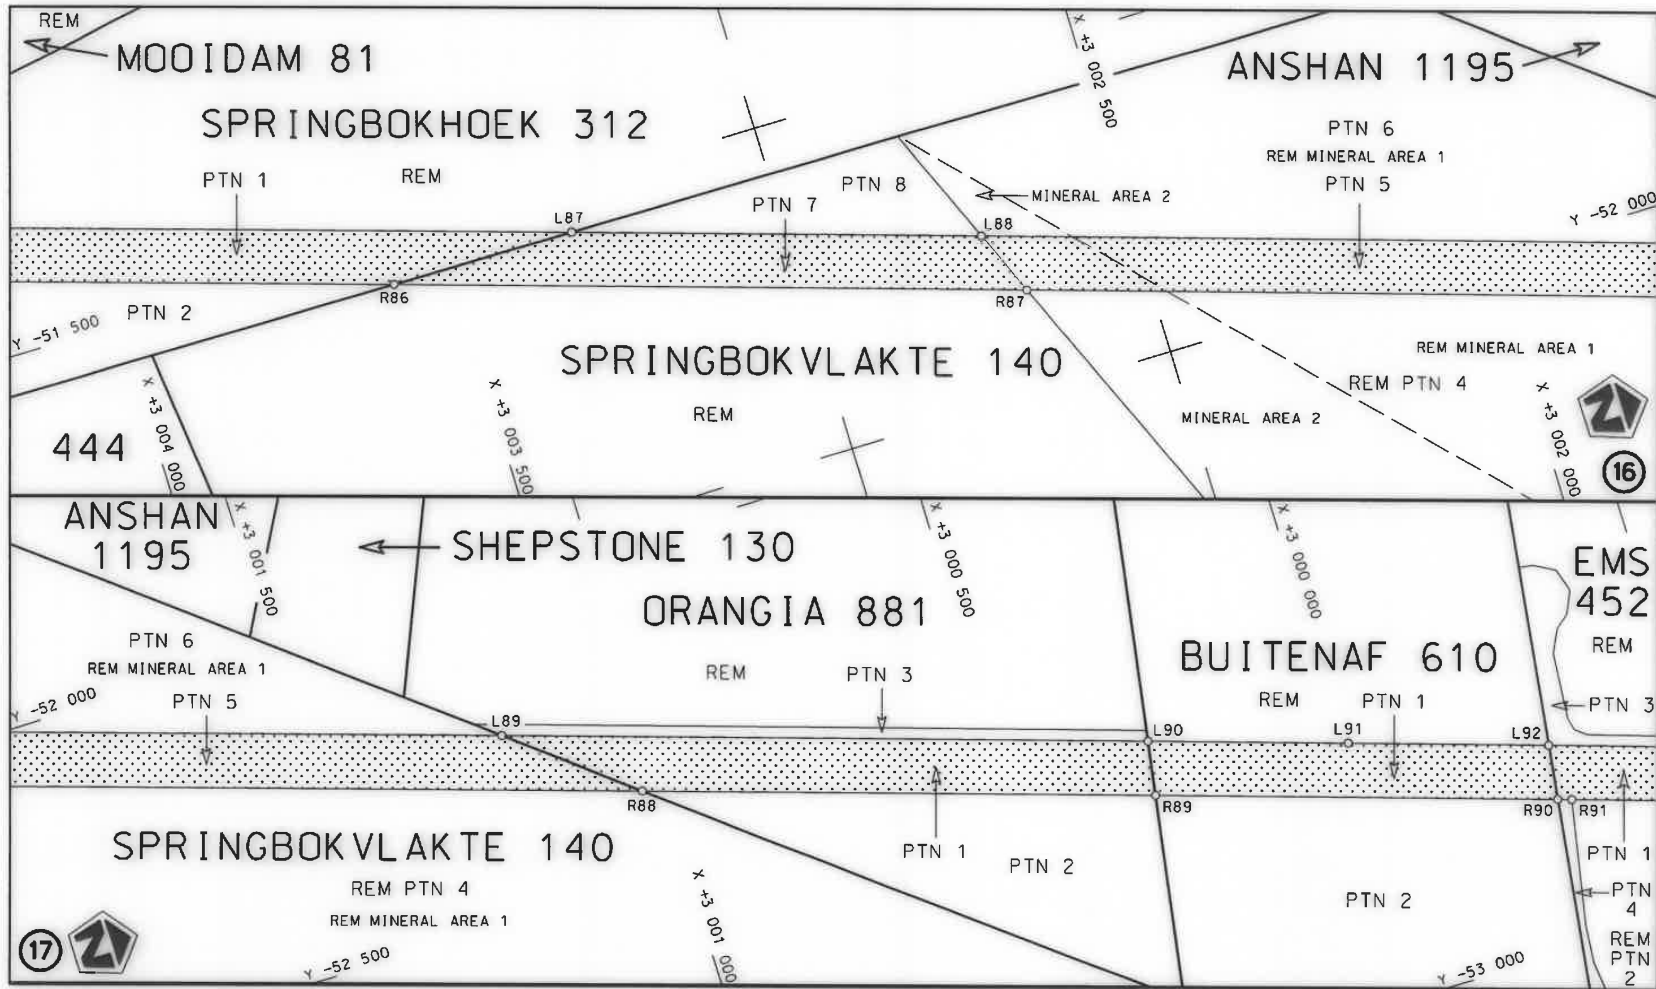 REM
MOOIDAM 81
X +3 002 500
ANSHAN 1195
SPRINGBOKHOEK 312
PTN 6
REM MINERAL AREA 1
PTN 1
REM
PTN 8
PTN 5
MINERAL AREA 2
PTN 7
Y -52 000
L87
L88
R86
R87
PTN 2
Y -51 500
SPRINGBOKVLAKTE 140
REM MINERAL AREA 1
REM PTN 4
X +3 004 000
X +3 003 500
REM
MINERAL AREA 2
X +3 002 000
444
16
ANSHAN
1195
X +3 001 500
SHEPSTONE 130
X +3 000 500
X +3 000 000
EMS
452
ORANGIA 881
REM
PTN 6
REM MINERAL AREA 1
BUITENAF 610
REM
PTN 3
PTN 5
REM
PTN 1
PTN 3
Y -52 000
L89
L90
L91
L92
R88
R89
R90
R91
SPRINGBOKVLAKTE 140
PTN 1
PTN 2
PTN 1
REM PTN 4
PTN 2
PTN
4
REM MINERAL AREA 1
X +3 001 000
REM
PTN
2
17
Y -52 500
Y -53 000